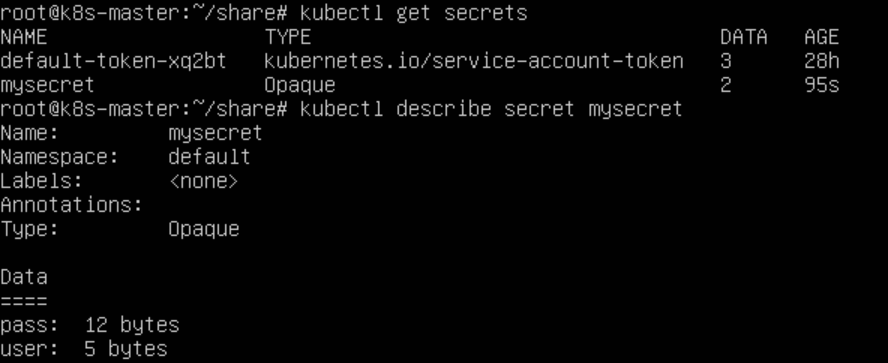 root@k8s-master:~/share# kubectl get secrets
NAME                  TYPE                                  DATA   AGE
default-token-xq2bt   kubernetes.io/service-account-token   3      28h
mysecret              Opaque                                2      95s
root@k8s-master:~/share# kubectl describe secret mysecret
Name:         mysecret
Namespace:    default
Labels:       <none>
Annotations:
Type:         Opaque

Data
====
pass:  12 bytes
user:  5 bytes